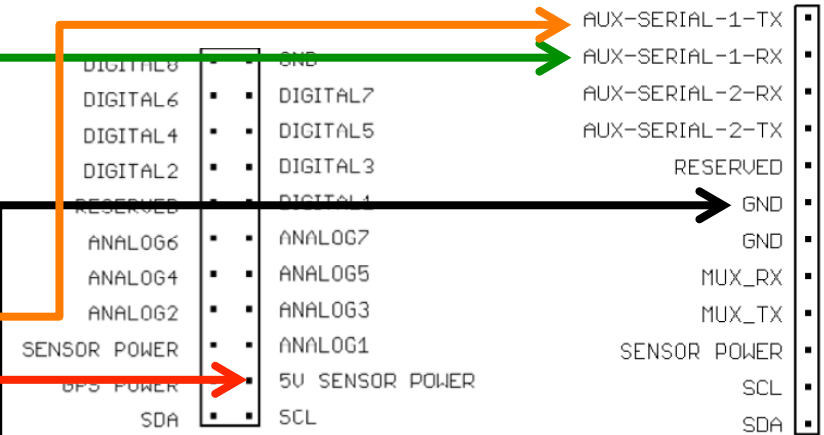 DIGITAL8
DIGITAL6
DIGITAL4
DIGITAL2
RESERVED
ANALOG6
ANALOG4
ANALOG2
SENSOR POWER
GPS POWER
SDA
GND
DIGITAL7
DIGITAL5
DIGITAL3
DIGITAL1
ANALOG7
ANALOG5
ANALOG3
ANALOG1
5V SENSOR POWER
SCL
AUX-SERIAL-1-TX
AUX-SERIAL-1-RX
AUX-SERIAL-2-RX
AUX-SERIAL-2-TX
RESERVED
GND
GND
MUX_RX
MUX_TX
SENSOR POWER
SCL
SDA